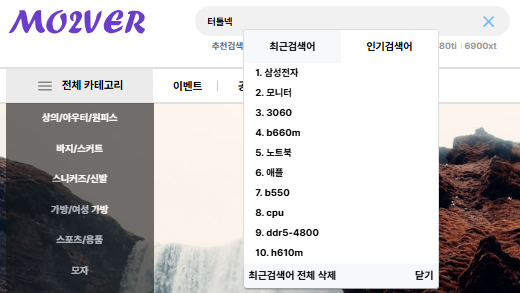 MO2VER
터틀넥
추천검색
80ti | 6900xt
최근검색어 인기검색어
1. 삼성전자
2. 모니터
3. 3060
4. b660m
5. 노트북
6. 애플
7. b550
8. cpu
9. ddr5-4800
10. h610m
최근검색어 전체 삭제 닫기
전체 카테고리 이벤트
상의/아우터/원피스
바지/스커트
스니커즈/신발
가방/여성 가방
스포츠/용품
모자